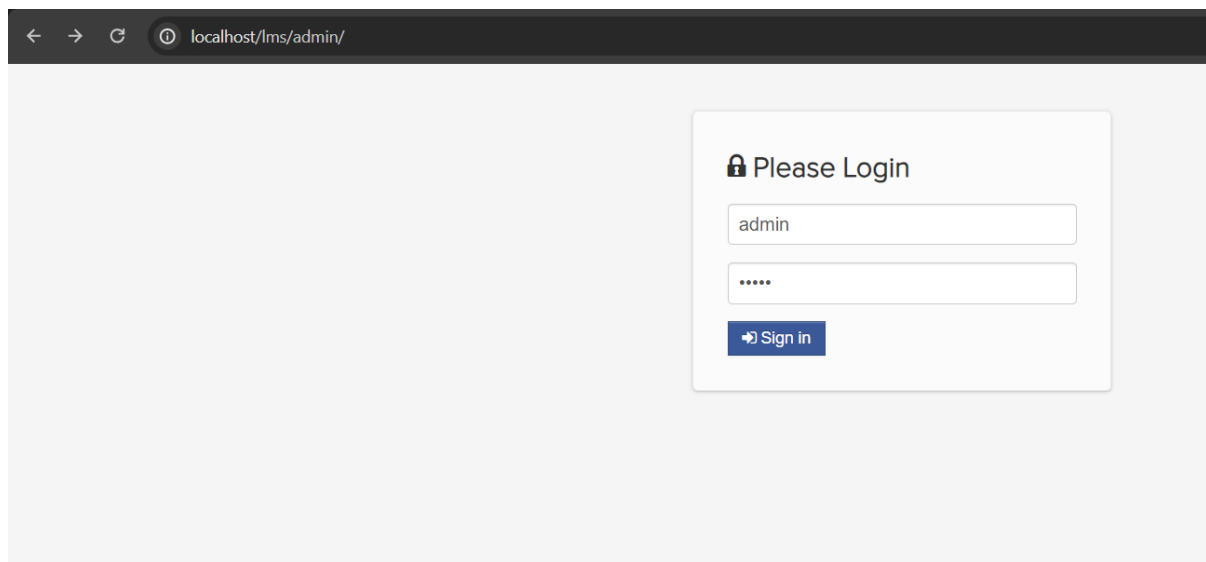 localhost/lms/admin/
Please Login
admin
•••••
Sign in